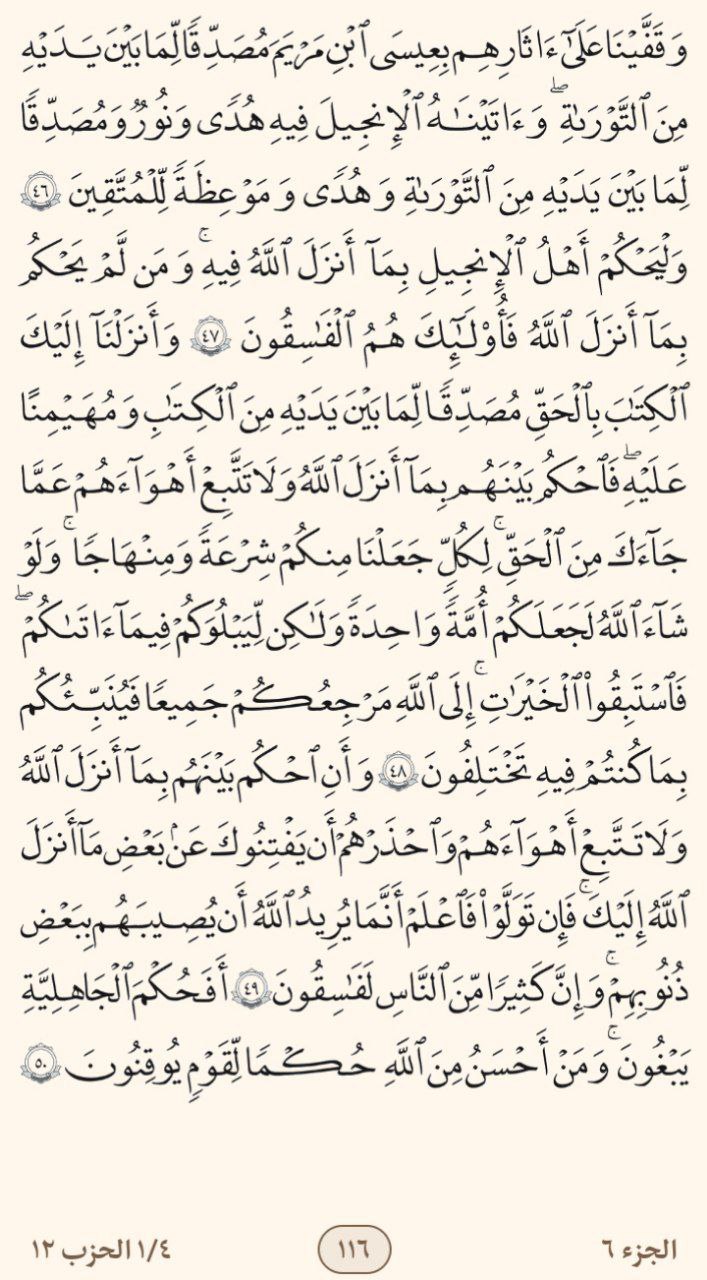 وَقَفَّيۡنَا عَلَىٰٓ ءَاثَٰرِهِم بِعِيسَى ٱبۡنِ مَرۡيَمَ مُصَدِّقٗا لِّمَا بَيۡنَ يَدَيۡهِ
مِنَ ٱلتَّوۡرَىٰةِۖ وَءَاتَيۡنَٰهُ ٱلۡإِنجِيلَ فِيهِ هُدٗى وَنُورٞ وَمُصَدِّقٗا
لِّمَا بَيۡنَ يَدَيۡهِ مِنَ ٱلتَّوۡرَىٰةِ وَهُدٗى وَمَوۡعِظَةٗ لِّلۡمُتَّقِينَ ٤٦
وَلۡيَحۡكُمۡ أَهۡلُ ٱلۡإِنجِيلِ بِمَآ أَنزَلَ ٱللَّهُ فِيهِۚ وَمَن لَّمۡ يَحۡكُم
بِمَآ أَنزَلَ ٱللَّهُ فَأُوْلَٰٓئِكَ هُمُ ٱلۡفَٰسِقُونَ ٤٧ وَأَنزَلۡنَآ إِلَيۡكَ
ٱلۡكِتَٰبَ بِٱلۡحَقِّ مُصَدِّقٗا لِّمَا بَيۡنَ يَدَيۡهِ مِنَ ٱلۡكِتَٰبِ وَمُهَيۡمِنًا
عَلَيۡهِۖ فَٱحۡكُم بَيۡنَهُم بِمَآ أَنزَلَ ٱللَّهُ وَلَا تَتَّبِعۡ أَهۡوَآءَهُمۡ عَمَّا
جَآءَكَ مِنَ ٱلۡحَقِّۚ لِكُلّٖ جَعَلۡنَا مِنكُمۡ شِرۡعَةٗ وَمِنۡهَاجٗاۚ وَلَوۡ
شَآءَ ٱللَّهُ لَجَعَلَكُمۡ أُمَّةٗ وَٰحِدَةٗ وَلَٰكِن لِّيَبۡلُوَكُمۡ فِي مَآ ءَاتَىٰكُمۡۖ
فَٱسۡتَبِقُواْ ٱلۡخَيۡرَٰتِۚ إِلَى ٱللَّهِ مَرۡجِعُكُمۡ جَمِيعٗا فَيُنَبِّئُكُم
بِمَا كُنتُمۡ فِيهِ تَخۡتَلِفُونَ ٤٨ وَأَنِ ٱحۡكُم بَيۡنَهُم بِمَآ أَنزَلَ ٱللَّهُ
وَلَا تَتَّبِعۡ أَهۡوَآءَهُمۡ وَٱحۡذَرۡهُمۡ أَن يَفۡتِنُوكَ عَنۢ بَعۡضِ مَآ أَنزَلَ
ٱللَّهُ إِلَيۡكَۖ فَإِن تَوَلَّوۡاْ فَٱعۡلَمۡ أَنَّمَا يُرِيدُ ٱللَّهُ أَن يُصِيبَهُم بِبَعۡضِ
ذُنُوبِهِمۡۗ وَإِنَّ كَثِيرٗا مِّنَ ٱلنَّاسِ لَفَٰسِقُونَ ٤٩ أَفَحُكۡمَ ٱلۡجَٰهِلِيَّةِ
يَبۡغُونَۚ وَمَنۡ أَحۡسَنُ مِنَ ٱللَّهِ حُكۡمٗا لِّقَوۡمٖ يُوقِنُونَ ٥٠
الجزء ٦
١١٦
١/٤ الحزب ١٢